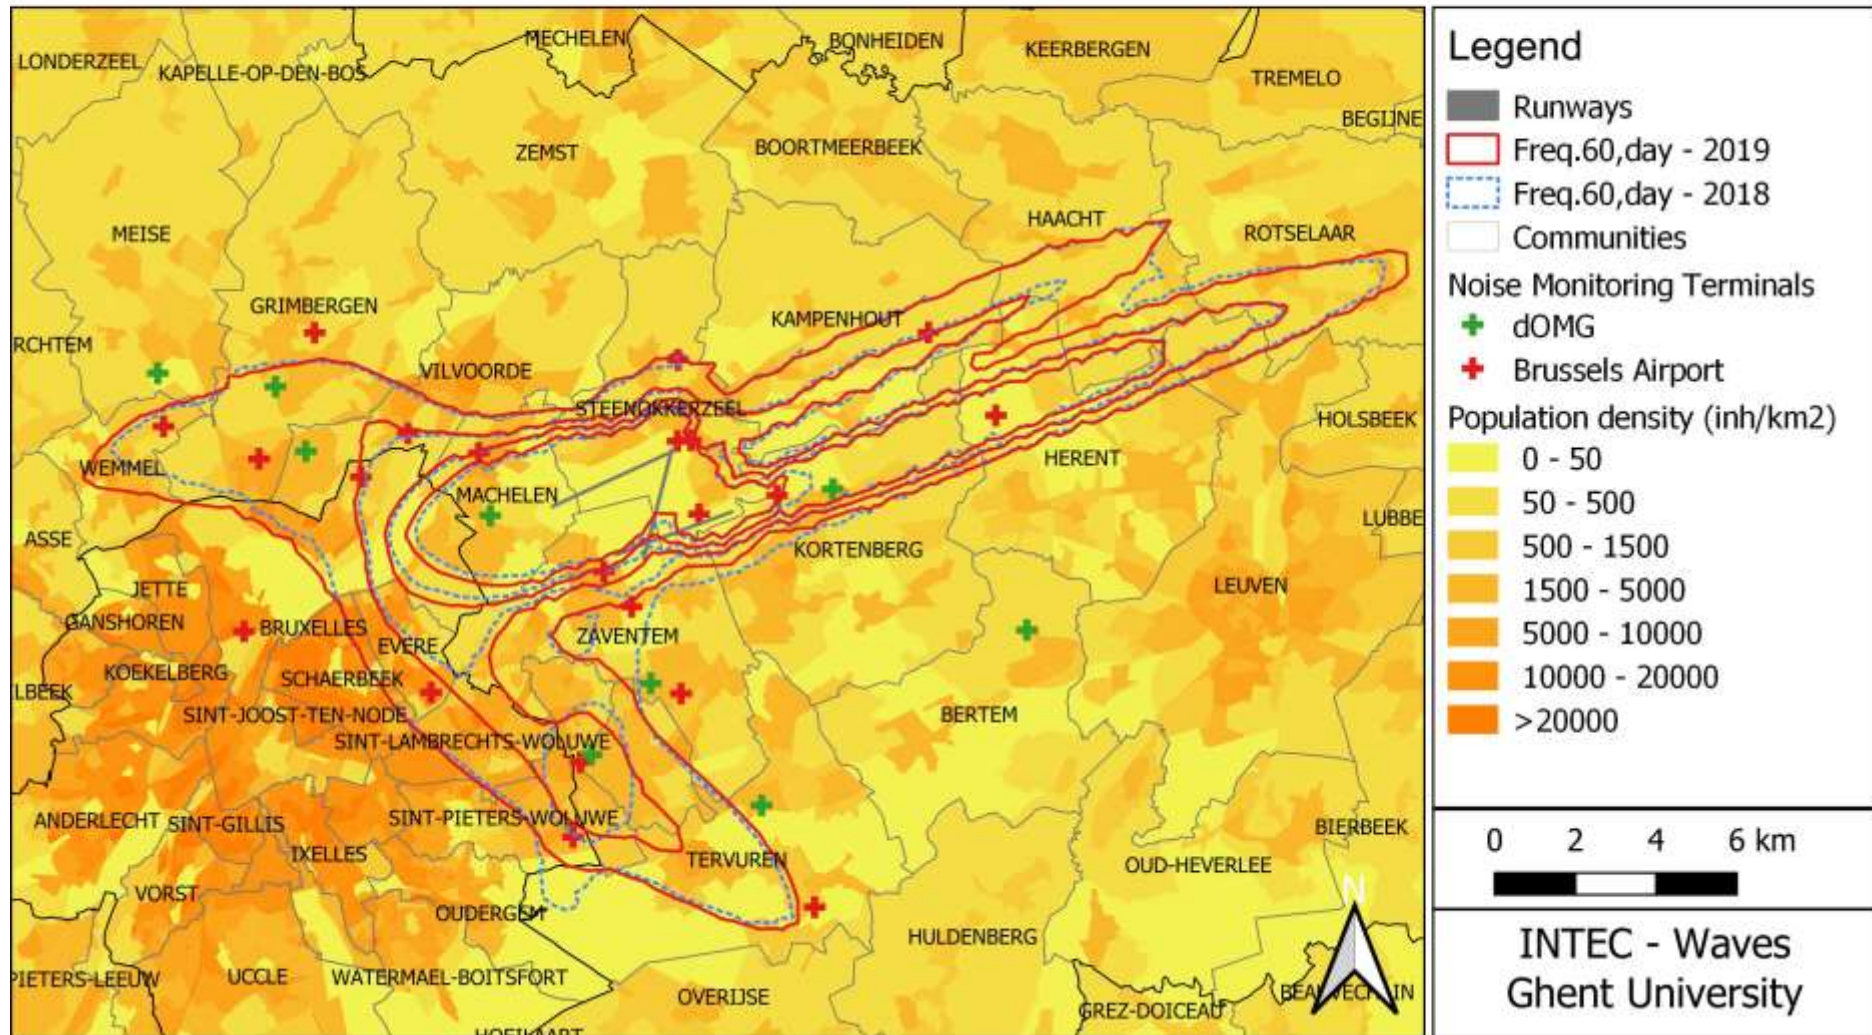 MECHELEN
BONHEIDEN
KEERBERGEN
LONDERZEEL
KAPELLE-OP-DEN-BOS
TREMELO
BEGIJNE
ZEMST
BOORTMEERBEEK
HAACHT
MEISE
ROTSELAAR
GRIMBERGEN
KAMPENHOUT
RCHTEM
VILVOORDE
STEENOKKERZEEL
HOLSBEEK
WEMMEL
HERENT
MACHELEN
LUBBE
ASSE
KORTENBERG
JETTE
LEUVEN
GANSHOREN
BRUXELLES
ZAVENTEM
EVERE
KOEKELBERG
SCHAERBEEK
LBEEK
SINT-JOOST-TEN-NODE
BERTEM
SINT-LAMBRECHTS-WOLUWE
ANDERLECHT
SINT-GILLIS
SINT-PIETERS-WOLUWE
BIERBEEK
IXELLES
TERVUREN
OUD-HEVERLEE
VORST
OUDERGEM
HULDENBERG
PIETERS-LEEUW
UCCLE
WATERMAEL-BOITSFORT
OVERIJSE
GREZ-DOICEAU
N
Legend
Runways
Freq.60,day - 2019
Freq.60,day - 2018
Communities
Noise Monitoring Terminals
dOMG
Brussels Airport
Population density (inh/km2)
0 - 50
50 - 500
500 - 1500
1500 - 5000
5000 - 10000
10000 - 20000
>20000
0 2 4 6 km
INTEC - Waves
Ghent University